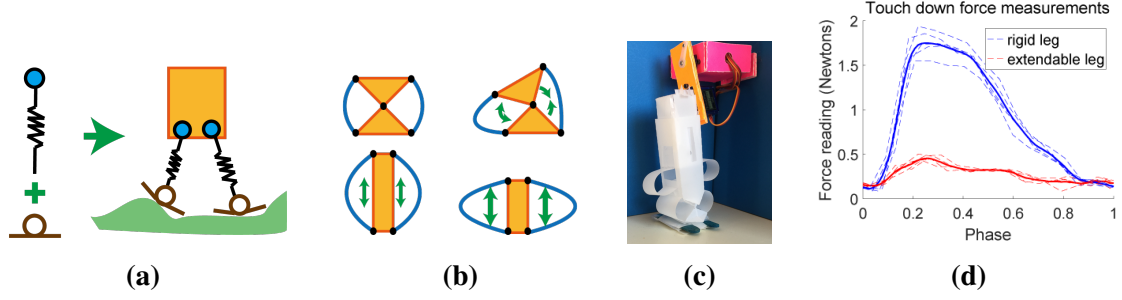 Touch down force measurements
Force reading (Newtons)
2
1.5
1
0.5
0
0
0.2
0.4
0.6
0.8
1
Phase
rigid leg
extendable leg
(a)
(b)
(c)
(d)